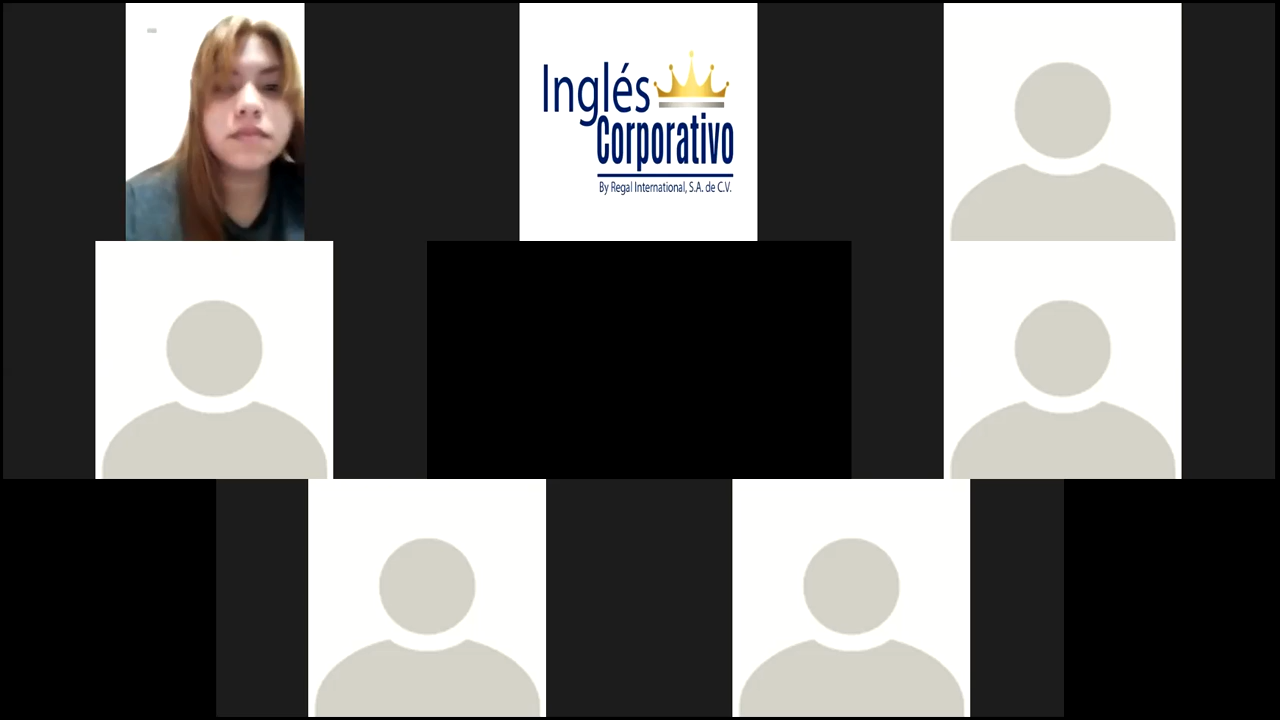 Inglés
Corporativo
By Regal International, S.A. de C.V.